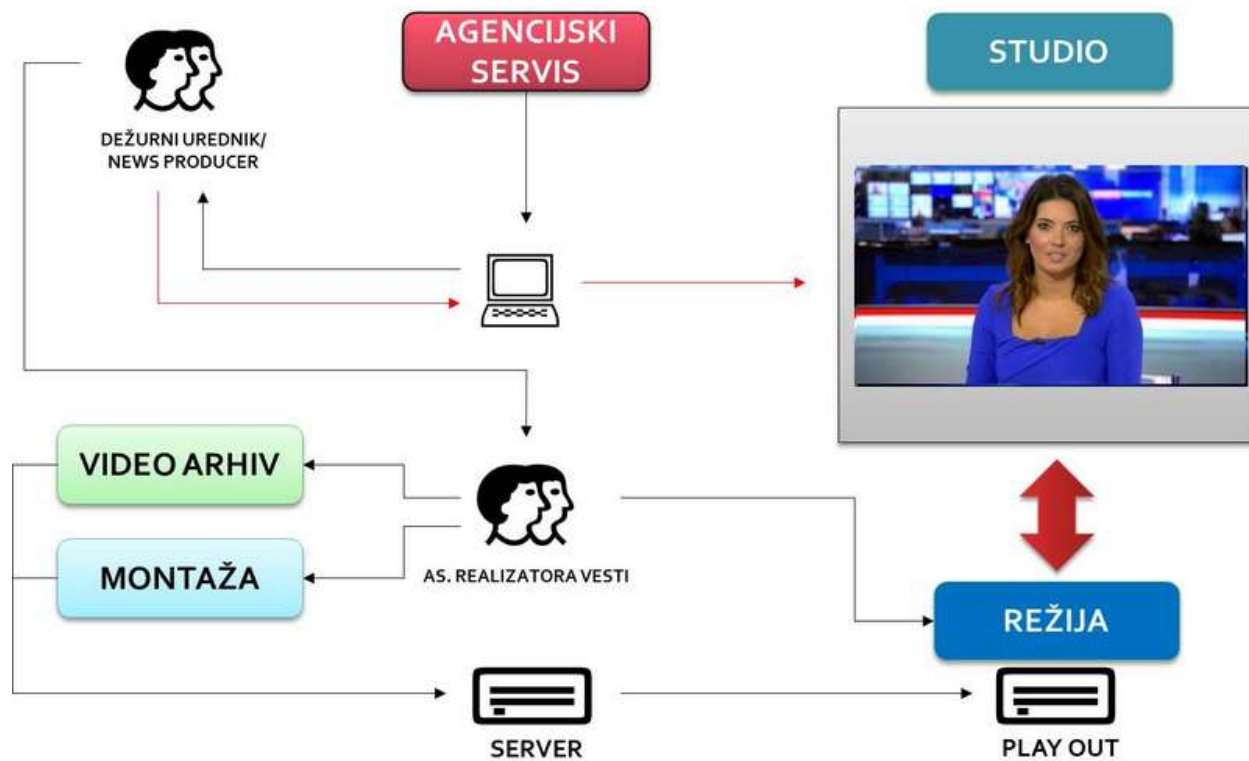 AGENCIJSKI
SERVIS
STUDIO
DEŽURNI UREDNIK/
NEWS PRODUCER
VIDEO ARHIV
MONTAŽA
AS. REALIZATORA VESTI
REŽIJA
SERVER
PLAY OUT